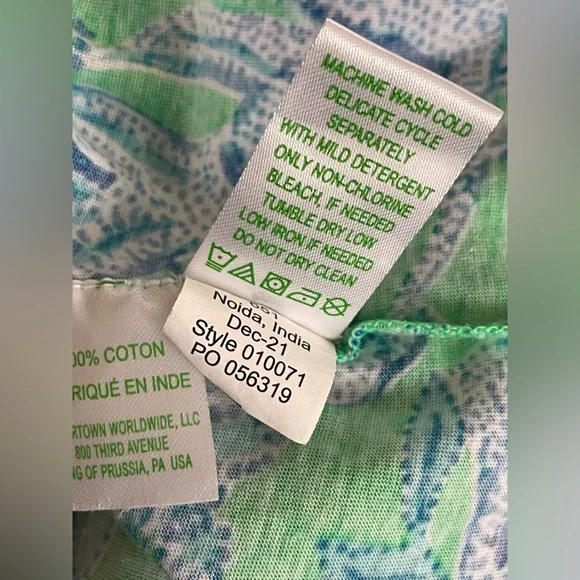 MACHINE WASH COLD
DELICATE CYCLE
SEPARATELY
WITH MILD DETERGENT
ONLY NON-CHLORINE
BLEACH, IF NEEDED
TUMBLE DRY LOW
LOW IRON IF NEEDED
DO NOT DRY CLEAN
Noida, India
Dec-21
Style 010071
PO 056319
00% COTON
RIQUÉ EN INDE
RTOWN WORLDWIDE, LLC
800 THIRD AVENUE
G OF PRUSSIA, PA USA